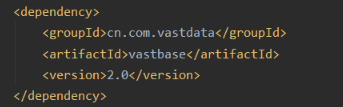 <dependency>
    <groupId>cn.com.vastdata</groupId>
    <artifactId>vastbase</artifactId>
    <version>2.0</version>
</dependency>